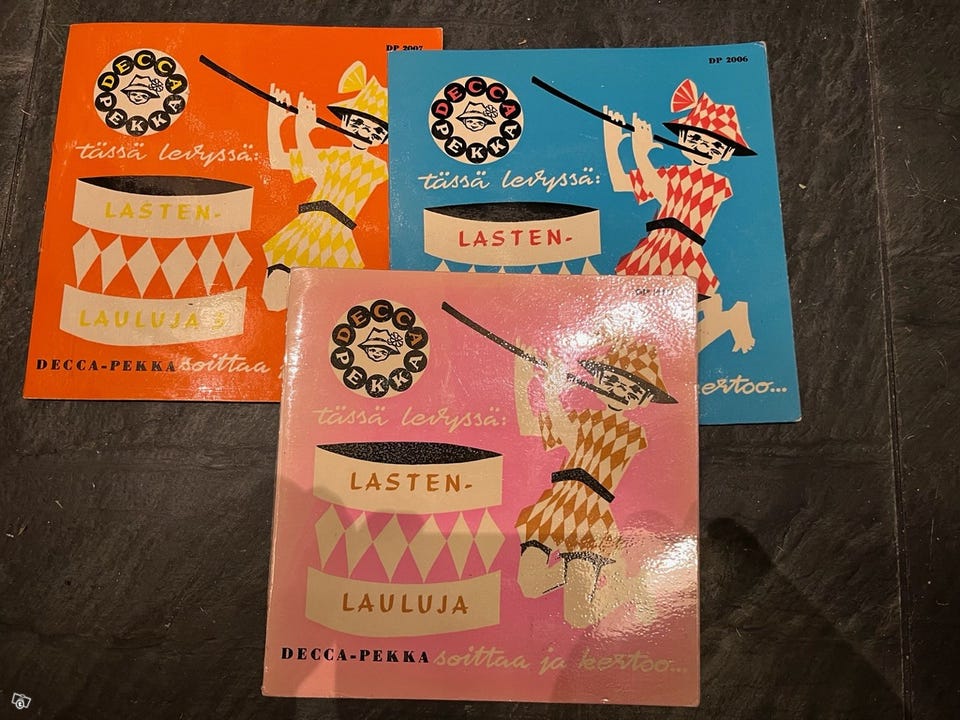 DP 2007
DECCA PEKKA
tässä levyssä:
LASTEN-
LAULUJA
DECCA-PEKKA soittaa
DP 2006
DECCA PEKKA
tässä levyssä:
LASTEN-
kertoo...
DECCA PEKKA
tässä levyssä:
LASTEN-
LAULUJA
DECCA-PEKKA soittaa ja kertoo...